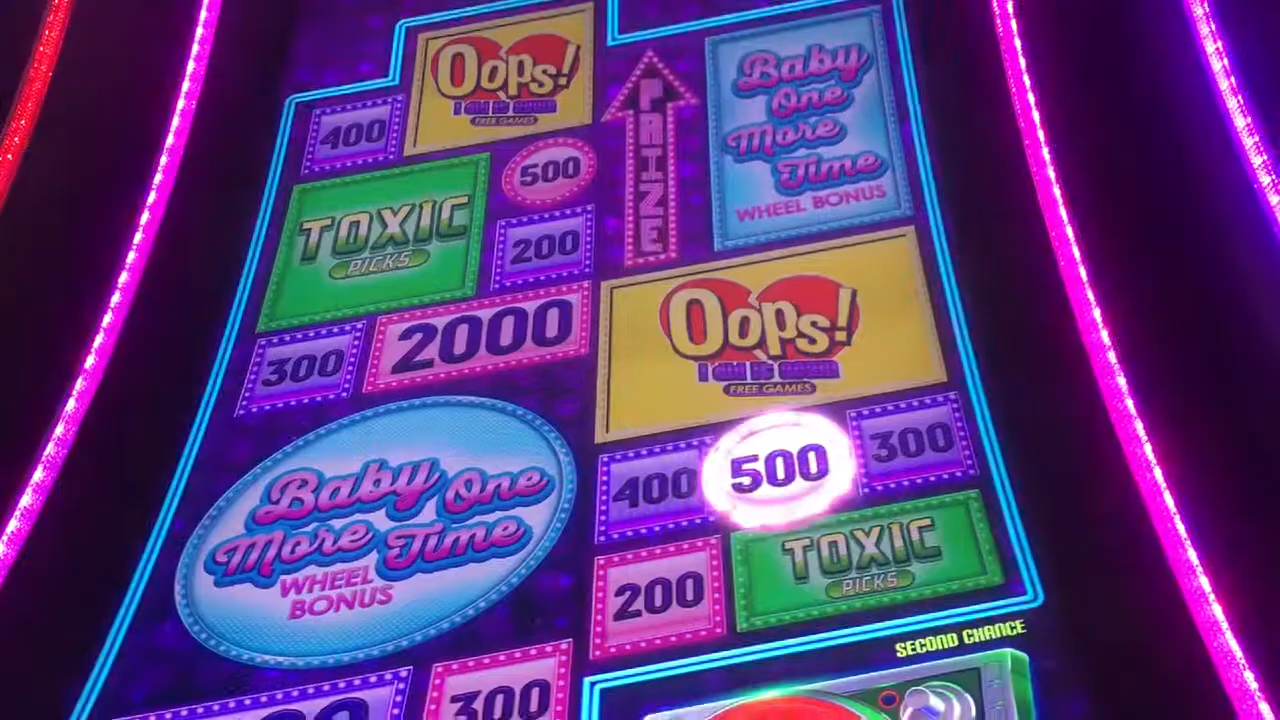 Oops!
FREE GAMES
400
PRIZE
Baby
One
More
Time
WHEEL BONUS
500
TOXIC
PICKS
200
Oops!
FREE GAMES
2000
300
Baby One
More Time
WHEEL
BONUS
400
500
300
TOXIC
PICKS
200
SECOND CHANCE
300